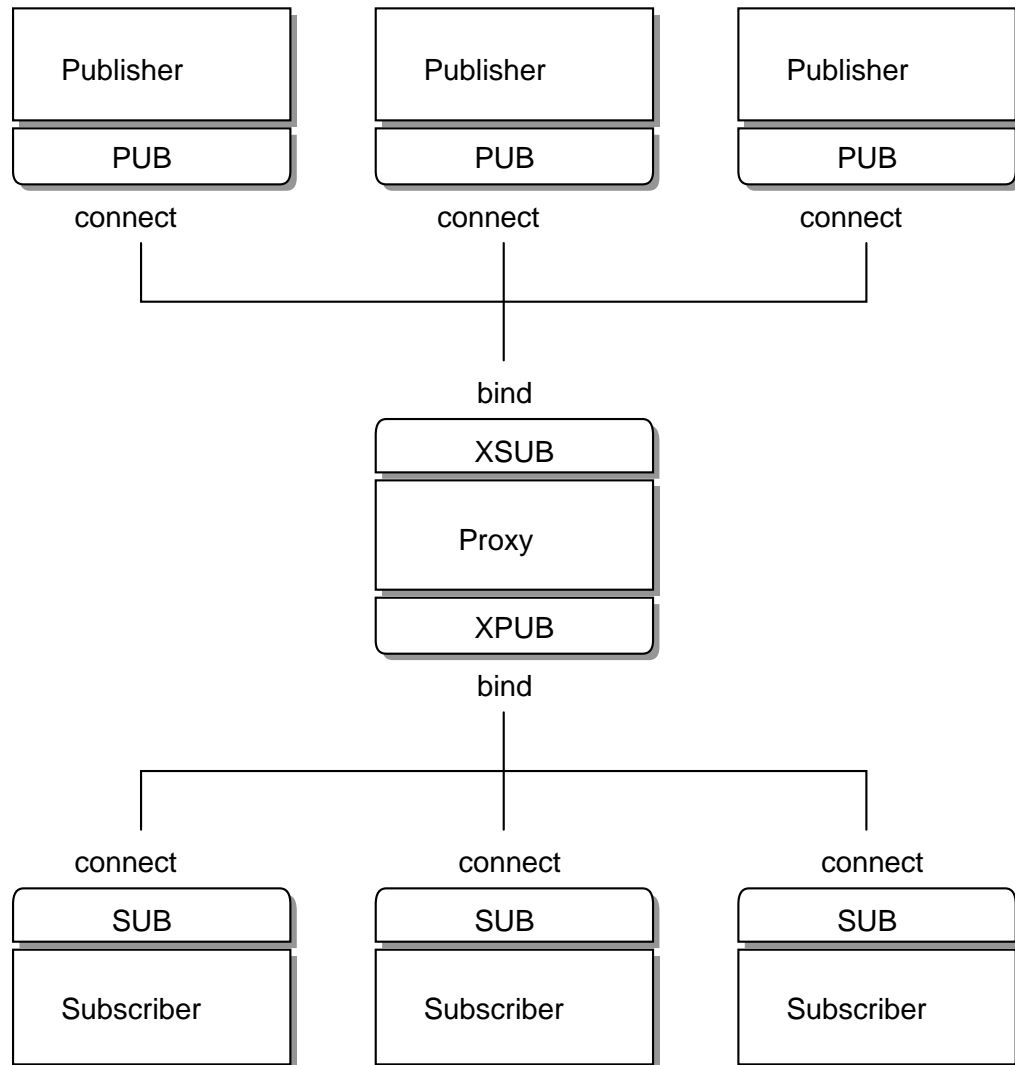 Publisher Publisher Publisher
PUB PUB PUB
connect connect connect
bind
XSUB
Proxy
XPUB
bind
connect connect connect
SUB SUB SUB
Subscriber Subscriber Subscriber